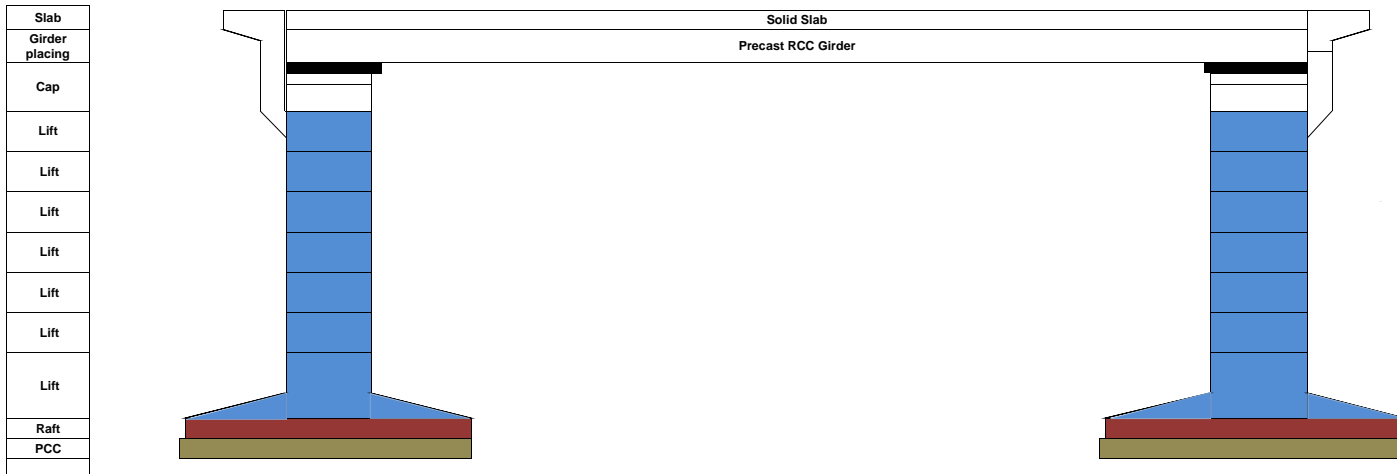 Slab
Solid Slab
Girder
placing
Precast RCC Girder
Cap
Lift
Lift
Lift
Lift
Lift
Lift
Lift
Raft
PCC